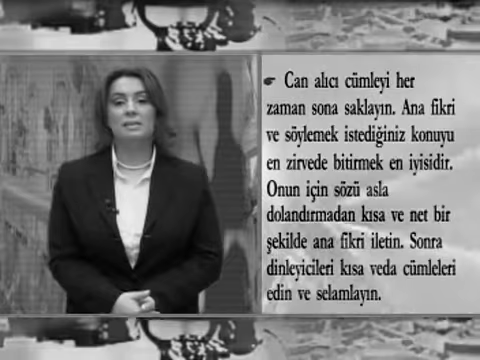 Can alıcı cümleyi her
zaman sona saklayın. Ana fikri
ve söylemek istediğiniz konuyu
en zirvede bitirmek en iyisidir.
Onun için sözü asla
dolandırmadan kısa ve net bir
şekilde ana fikri iletin. Sonra
dinleyicileri kısa veda cümleleri
edin ve selamlayın.